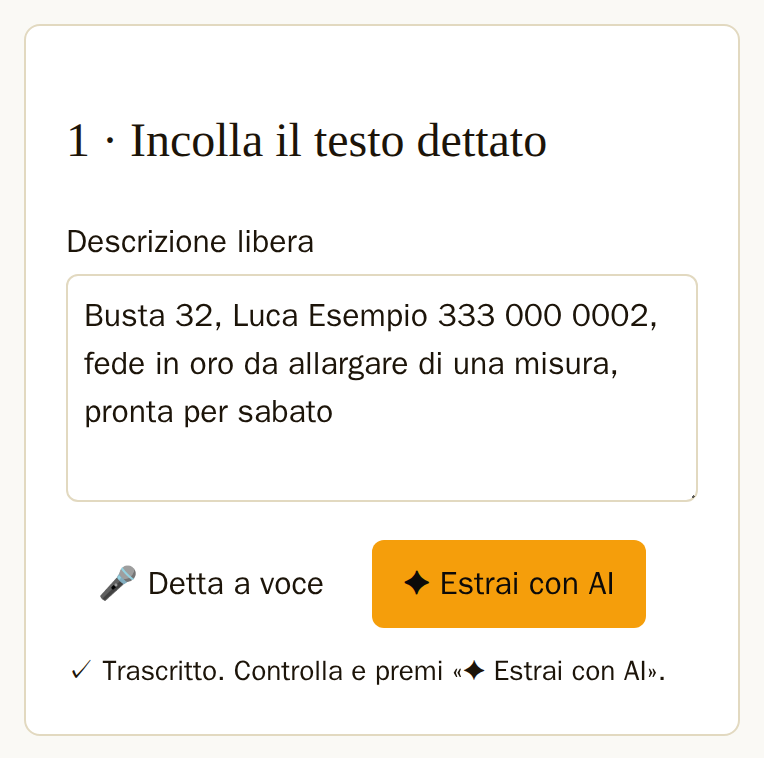 1 · Incolla il testo dettato
Descrizione libera
Busta 32, Luca Esempio 333 000 0002,
fede in oro da allargare di una misura,
pronta per sabato
🎤 Detta a voce
✦ Estrai con AI
✓ Trascritto. Controlla e premi «✦ Estrai con AI».